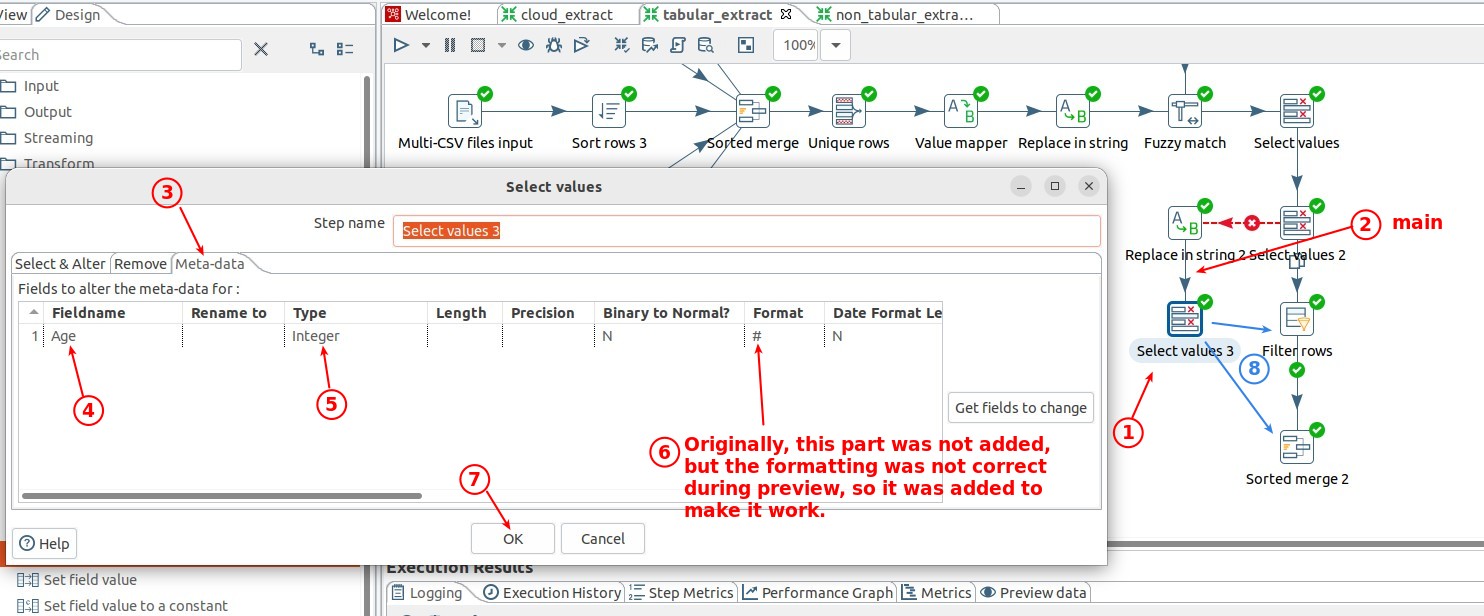 View
Design
Search
Input
Output
Streaming
Transform
Welcome!
cloud_extract
tabular_extract
non_tabular_extra...
100%
Multi-CSV files input
Sort rows 3
Sorted merge
Unique rows
Value mapper
Replace in string
Fuzzy match
Select values
Replace in string 2
Select values 2
2 main
Select values 3
Filter rows
8
1
Sorted merge 2
Select values
3
Step name
Select values 3
Select & Alter
Remove
Meta-data
Fields to alter the meta-data for :
Fieldname Rename to Type Length Precision Binary to Normal? Format Date Format Le
1 Age Integer N # N
4
5
Get fields to change
6 Originally, this part was not added,
but the formatting was not correct
during preview, so it was added to
make it work.
7
OK
Cancel
Help
Set field value
Set field value to a constant
Execution Results
Logging
Execution History
Step Metrics
Performance Graph
Metrics
Preview data